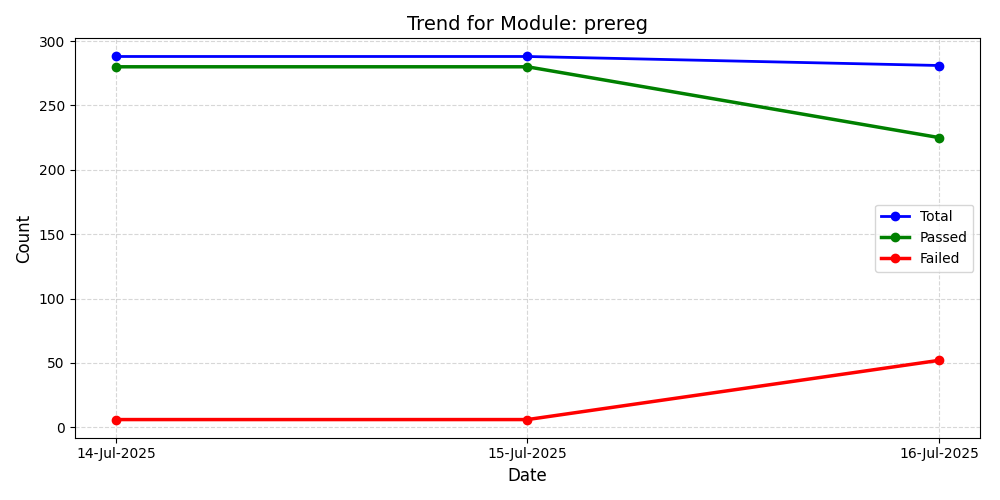 Trend for Module: prereg
300
250
200
150
100
50
0
Count
Total
Passed
Failed
14-Jul-2025
15-Jul-2025
16-Jul-2025
Date